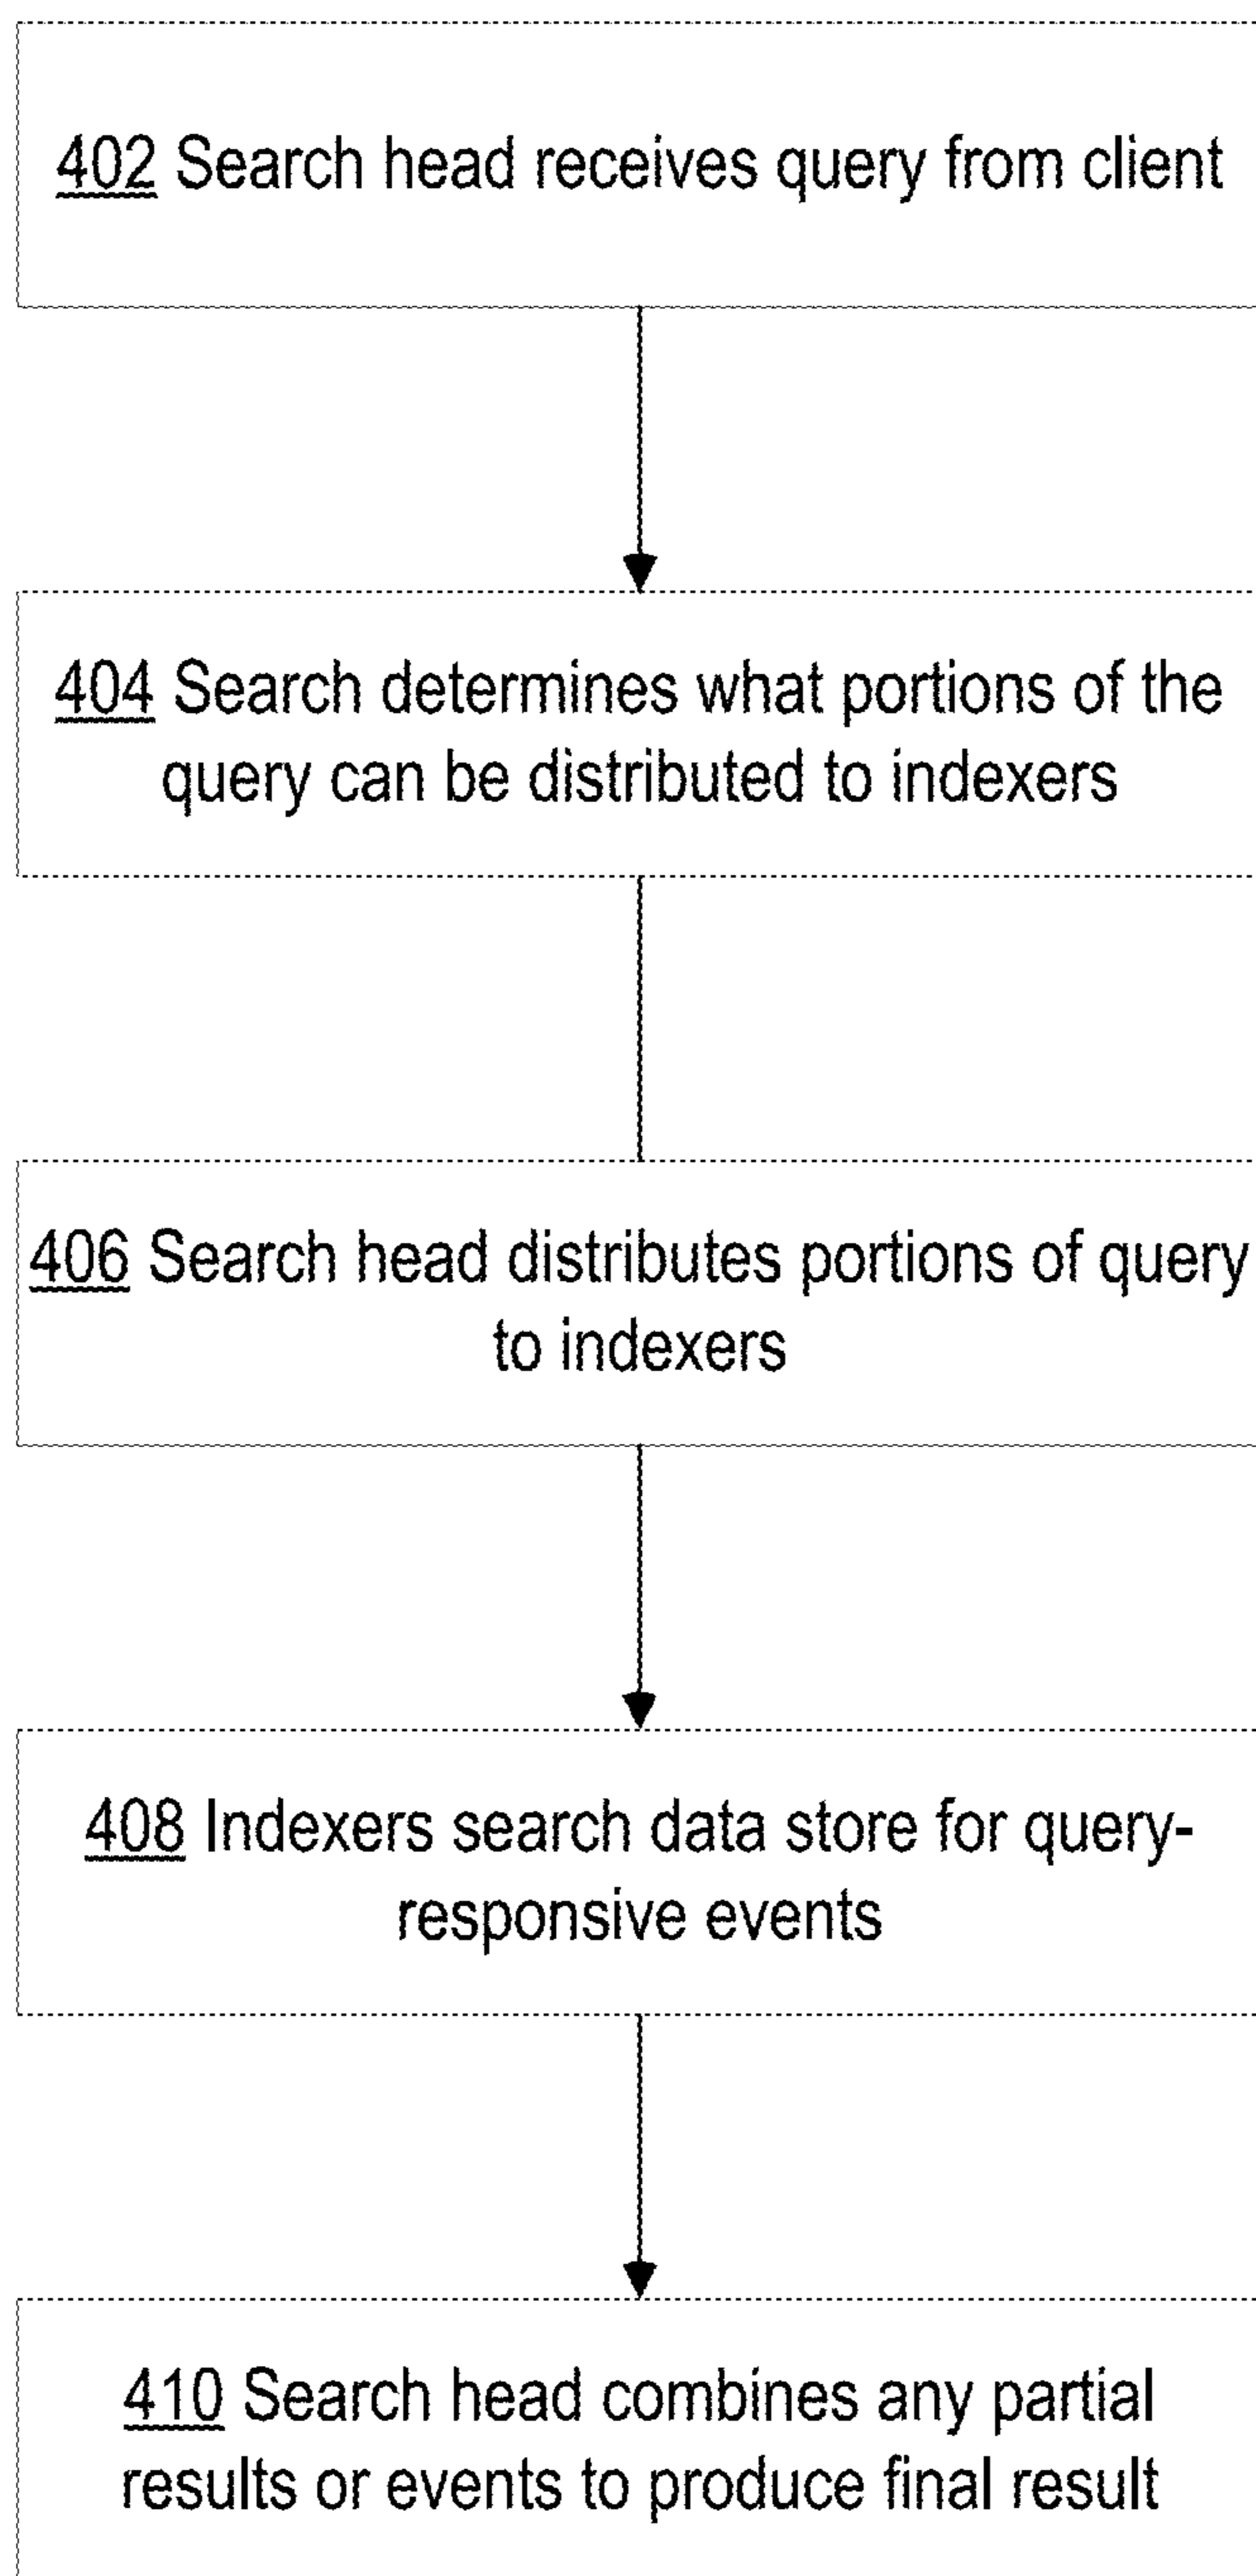 402 Search head receives query from client
404 Search determines what portions of the
query can be distributed to indexers
406 Search head distributes portions of query
to indexers
408 Indexers search data store for query-
responsive events
410 Search head combines any partial
results or events to produce final result